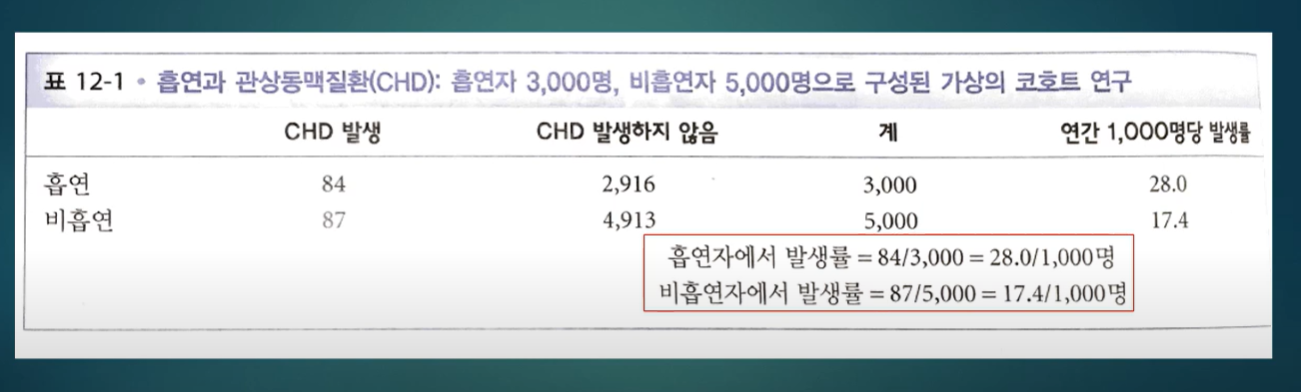 표 12-1 • 흡연과 관상동맥질환(CHD): 흡연자 3,000명, 비흡연자 5,000명으로 구성된 가상의 코호트 연구
CHD 발생 CHD 발생하지 않음 계 연간 1,000명당 발생률
흡연 84 2,916 3,000 28.0
비흡연 87 4,913 5,000 17.4
흡연자에서 발생률 = 84/3,000 = 28.0/1,000명
비흡연자에서 발생률 = 87/5,000 = 17.4/1,000명